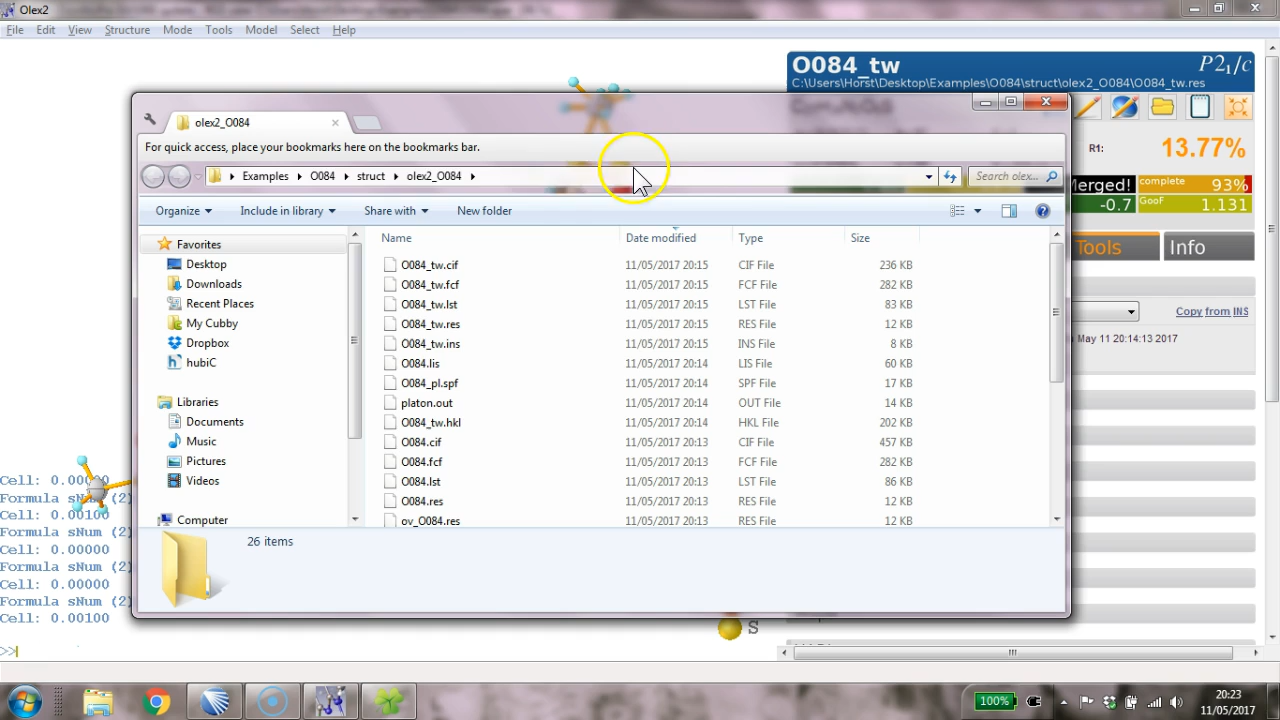 Olex2
File Edit View Structure Mode Tools Model Select Help
O084_tw P2₁/c
C:\Users\Horst\Desktop\Examples\O084\struct\olex2_O084\O084_tw.res
olex2_O084
For quick access, place your bookmarks here on the bookmarks bar.
R1: 13.77%
Examples O084 struct olex2_O084 Search olex...
Merged! complete 93%
-0.7 GooF 1.131
Organize Include in library Share with New folder
Tools Info
Name Date modified Type Size
Favorites
Desktop
Downloads
Recent Places
My Cubby
Dropbox
hubiC
Libraries
Documents
Music
Pictures
Videos
Computer
O084_tw.cif 11/05/2017 20:15 CIF File 236 KB
O084_tw.fcf 11/05/2017 20:15 FCF File 282 KB
O084_tw.lst 11/05/2017 20:15 LST File 83 KB
O084_tw.res 11/05/2017 20:15 RES File 12 KB
O084_tw.ins 11/05/2017 20:15 INS File 8 KB
O084.lis 11/05/2017 20:14 LIS File 60 KB
O084_pl.spf 11/05/2017 20:14 SPF File 17 KB
platon.out 11/05/2017 20:14 OUT File 14 KB
O084_tw.hkl 11/05/2017 20:14 HKL File 202 KB
O084.cif 11/05/2017 20:13 CIF File 457 KB
O084.fcf 11/05/2017 20:13 FCF File 282 KB
O084.lst 11/05/2017 20:13 LST File 86 KB
O084.res 11/05/2017 20:13 RES File 12 KB
ov_O084.res 11/05/2017 20:13 RES File 12 KB
26 items
Copy from INS
May 11 20:14:13 2017
Cell: 0.00000
Formula sNum (2)
Cell: 0.00100
Formula sNum (2)
Cell: 0.00000
Formula sNum (2)
Cell: 0.00000
Formula sNum (2)
Cell: 0.00100
>>
S
100%
20:23
11/05/2017